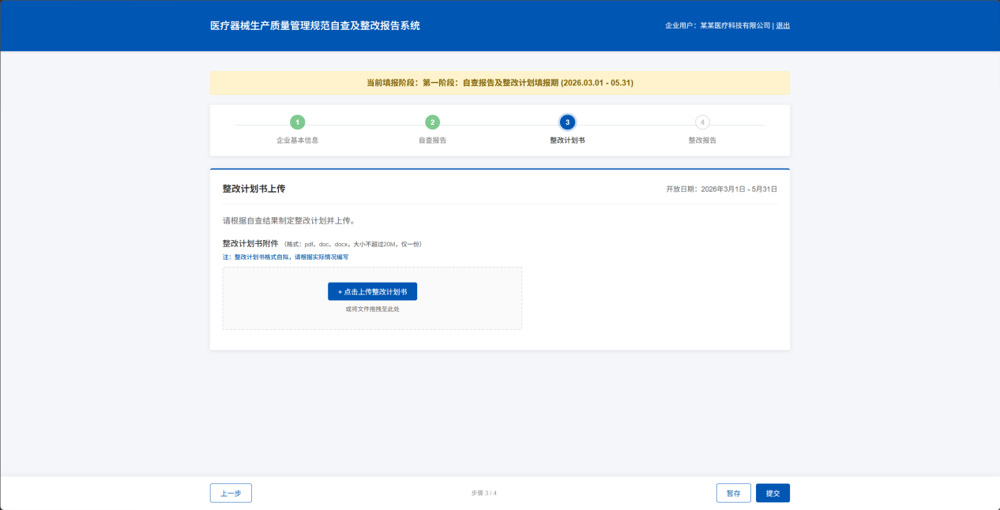 医疗器械生产质量管理规范自查及整改报告系统
企业用户：某某医疗科技有限公司 | 退出
当前填报阶段：第一阶段：自查报告及整改计划填报期 (2026.03.01 - 05.31)
1
企业基本信息
2
自查报告
3
整改计划书
4
整改报告
整改计划书上传
开放日期：2026年3月1日 - 5月31日
请根据自查结果制定整改计划并上传。
整改计划书附件 （格式：pdf、doc、docx，大小不超过20M，仅一份）
注：整改计划书格式自拟，请根据实际情况编写
+ 点击上传整改计划书
或将文件拖拽至此处
上一步
步骤 3 / 4
暂存
提交